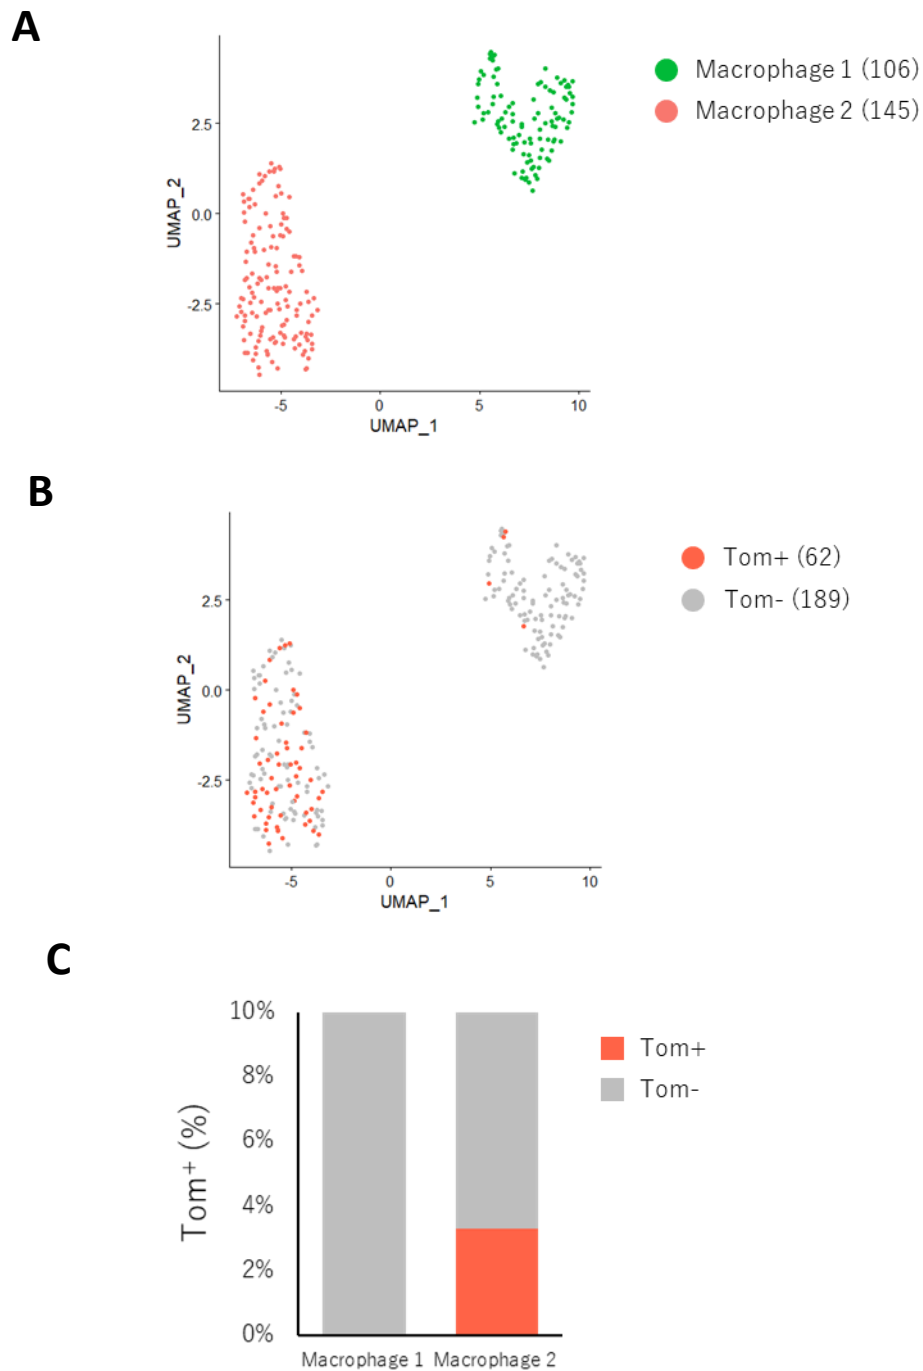 A
Macrophage 1 (106)
Macrophage 2 (145)
2.5
0.0
-2.5
UMAP_2
-5
0
5
10
UMAP_1
B
Tom+ (62)
Tom- (189)
2.5
0.0
-2.5
UMAP_2
-5
0
5
10
UMAP_1
C
10%
8%
6%
4%
2%
0%
Tom⁺ (%)
Tom+
Tom-
Macrophage 1
Macrophage 2